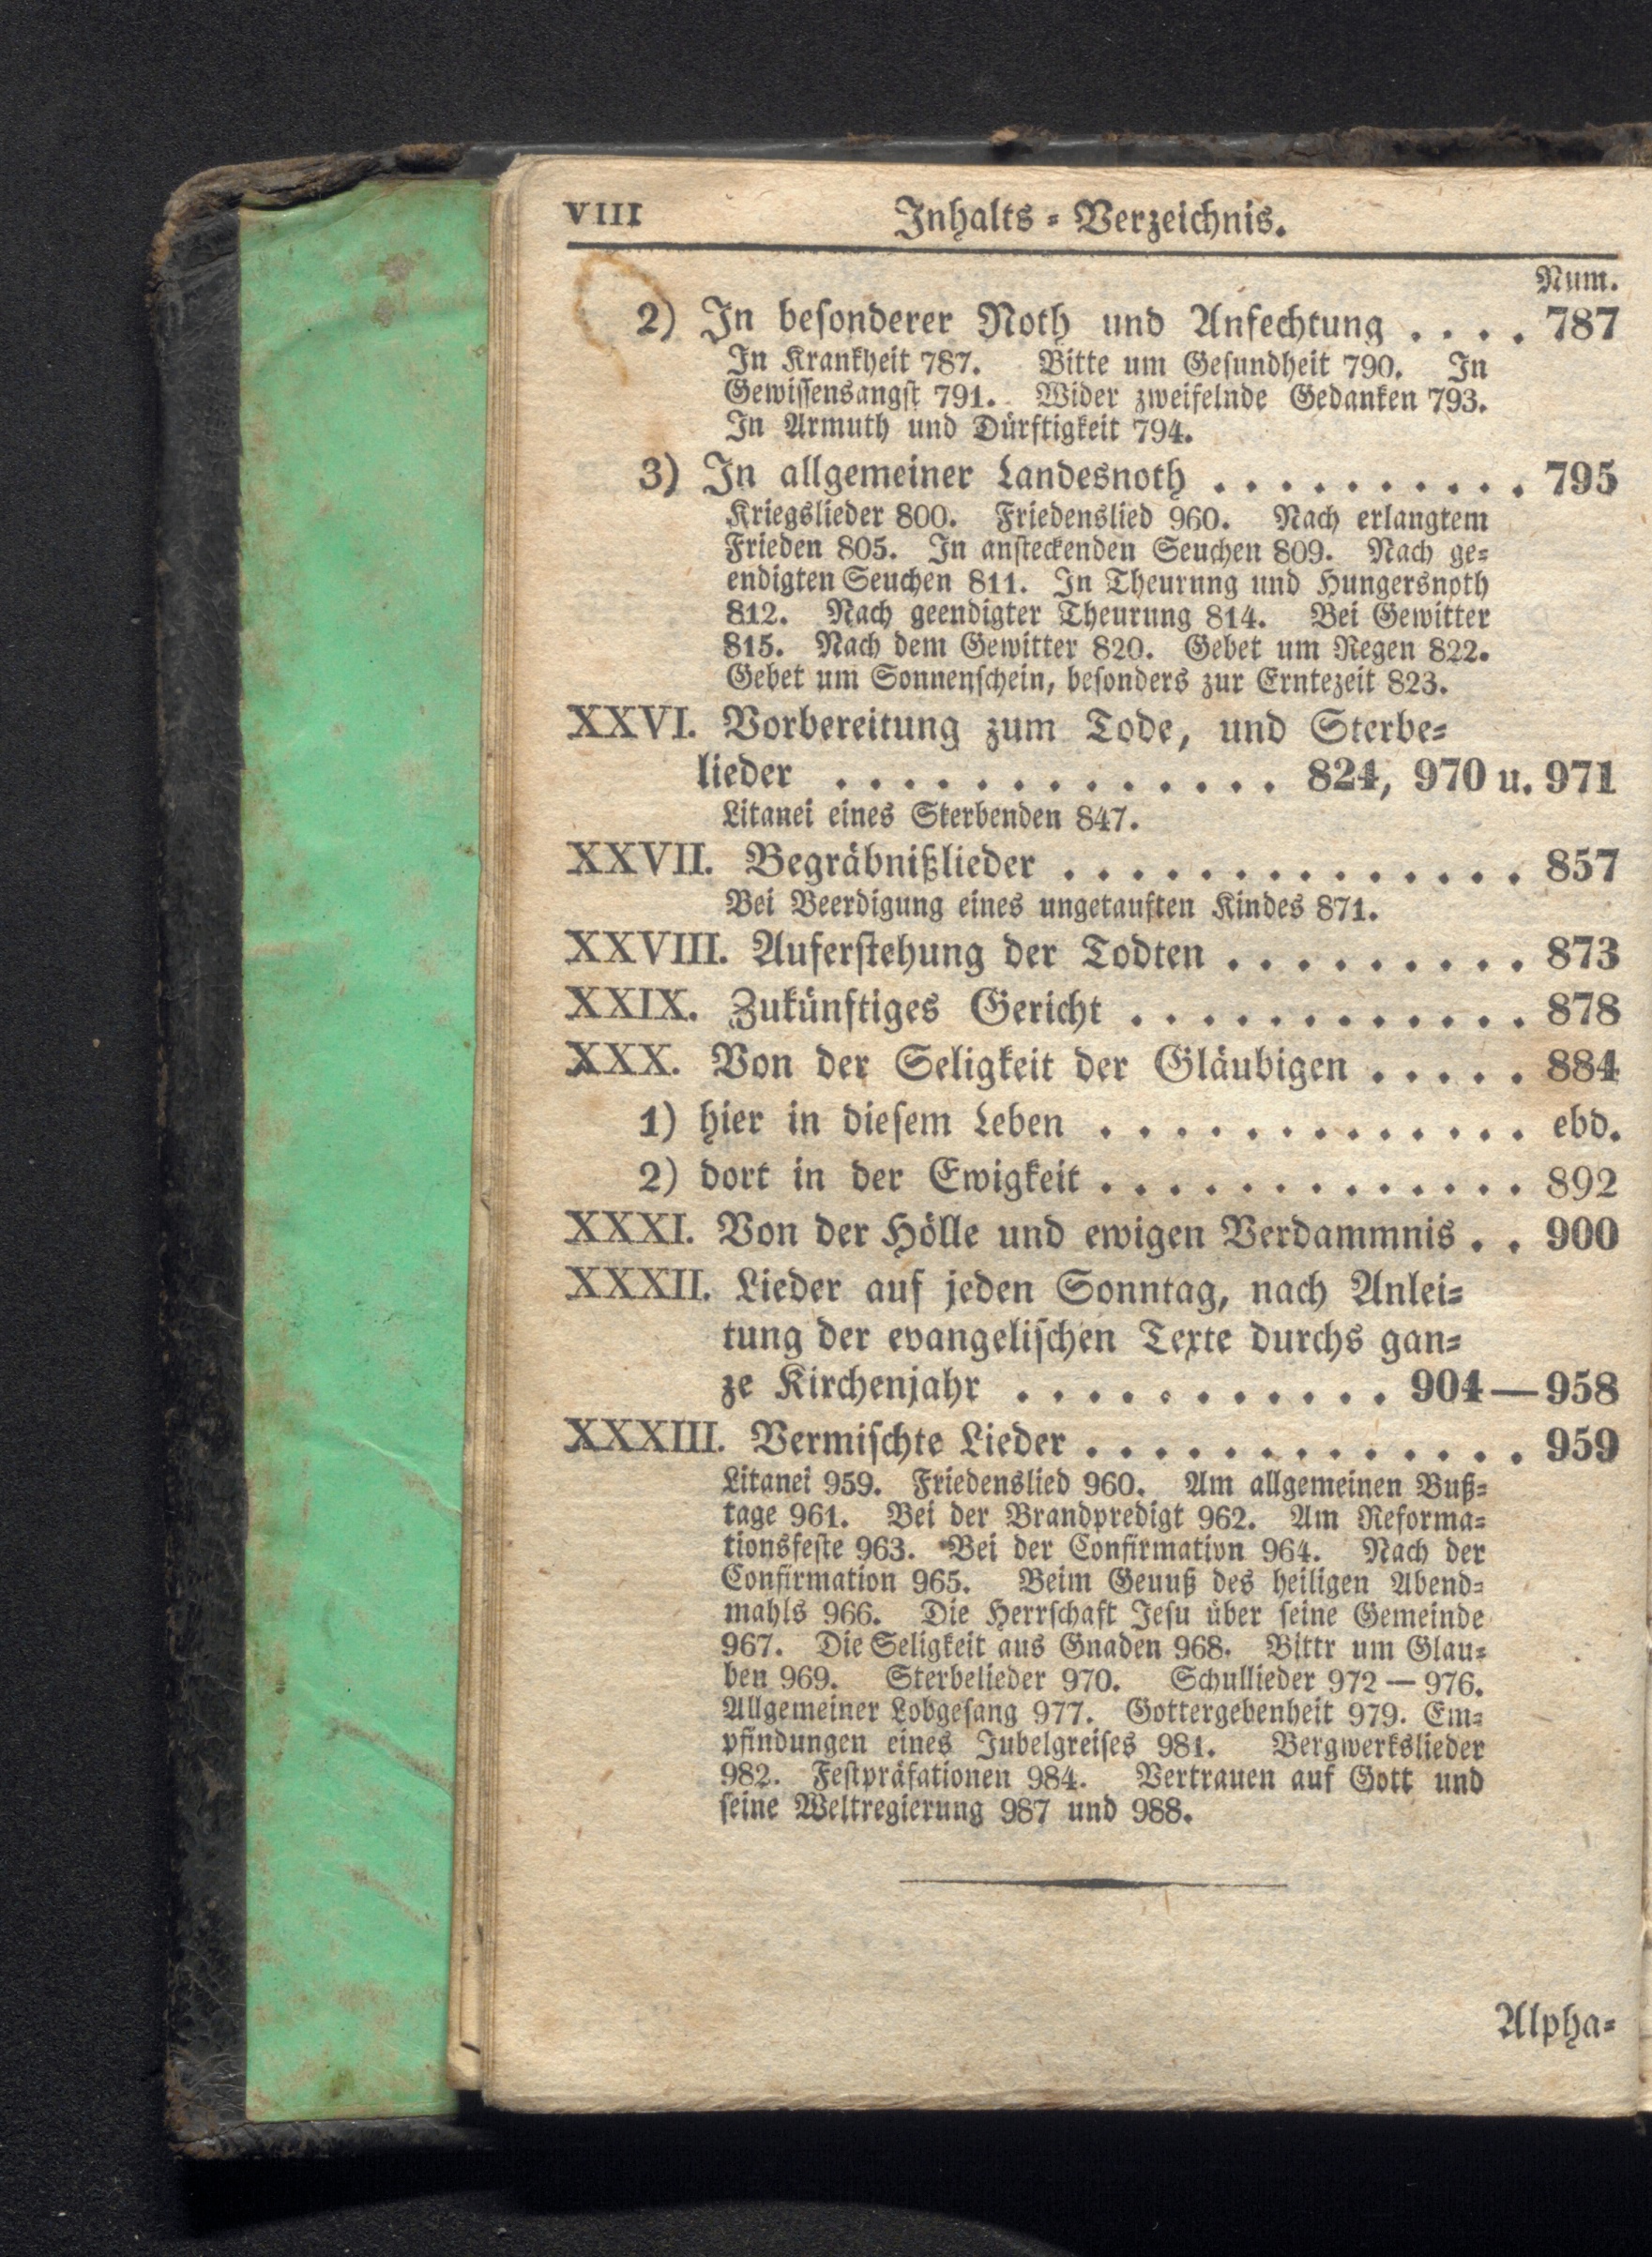 VIII Inhalts-Verzeichnis.
Num.
2) In besonderer Noth und Anfechtung . . . . 787
In Krankheit 787. Bitte um Gesundheit 790. In
Gewissensangst 791. Wider zweifelnde Gedanken 793.
In Armuth und Dürftigkeit 794.
3) In allgemeiner Landesnoth . . . . . . . . . . 795
Kriegslieder 800. Friedenslied 960. Nach erlangtem
Frieden 805. In ansteckenden Seuchen 809. Nach ge-
endigten Seuchen 811. In Theurung und Hungersnoth
812. Nach geendigter Theurung 814. Bei Gewitter
815. Nach dem Gewitter 820. Gebet um Regen 822.
Gebet um Sonnenschein, besonders zur Erntezeit 823.
XXVI. Vorbereitung zum Tode, und Sterbe-
lieder . . . . . . . . . . . . . 824, 970 u. 971
Litanei eines Sterbenden 847.
XXVII. Begräbnißlieder . . . . . . . . . . . . . . 857
Bei Beerdigung eines ungetauften Kindes 871.
XXVIII. Auferstehung der Todten . . . . . . . . . 873
XXIX. Zukünftiges Gericht . . . . . . . . . . . . 878
XXX. Von der Seligkeit der Gläubigen . . . . . 884
1) hier in diesem Leben . . . . . . . . . . . . . ebd.
2) dort in der Ewigkeit . . . . . . . . . . . . . 892
XXXI. Von der Hölle und ewigen Verdammnis . . 900
XXXII. Lieder auf jeden Sonntag, nach Anlei-
tung der evangelischen Texte durchs gan-
ze Kirchenjahr . . . . . . . . . . . 904—958
XXXIII. Vermischte Lieder . . . . . . . . . . . . . 959
Litanei 959. Friedenslied 960. Am allgemeinen Buß-
tage 961. Bei der Brandpredigt 962. Am Reforma-
tionsfeste 963. Bei der Confirmation 964. Nach der
Confirmation 965. Beim Genuß des heiligen Abend-
mahls 966. Die Herrschaft Jesu über seine Gemeinde
967. Die Seligkeit aus Gnaden 968. Bittr um Glau-
ben 969. Sterbelieder 970. Schullieder 972 — 976.
Allgemeiner Lobgesang 977. Gottergebenheit 979. Em-
pfindungen eines Jubelgreises 981. Bergwerkslieder
982. Festpräfationen 984. Vertrauen auf Gott und
seine Weltregierung 987 und 988.
Alpha-